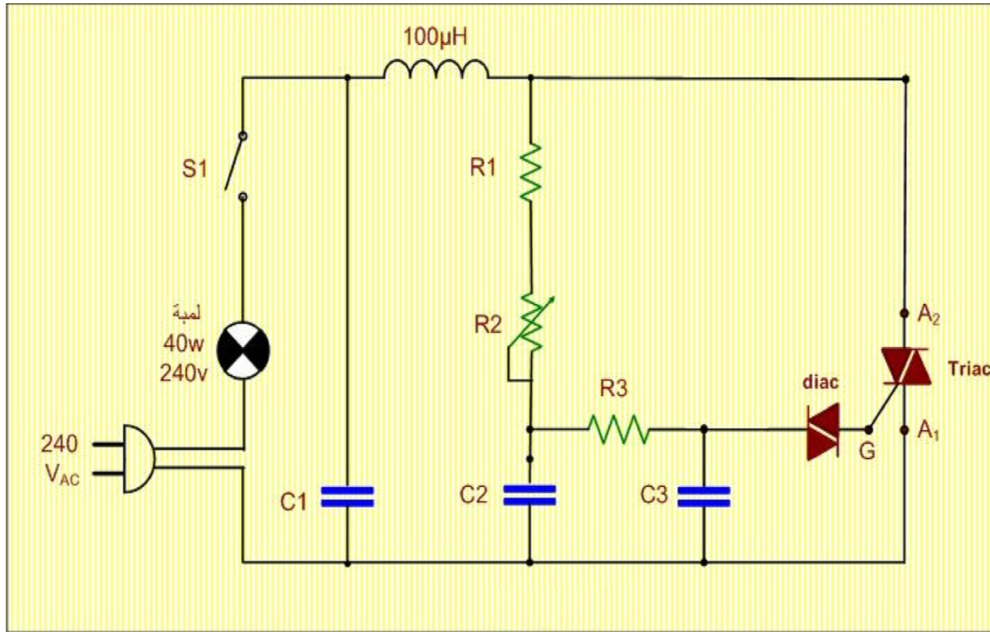 100µH
S1
R1
لمبة
40w
240v
R2
A₂
Triac
diac
R3
240
VAC
G
A₁
C1
C2
C3